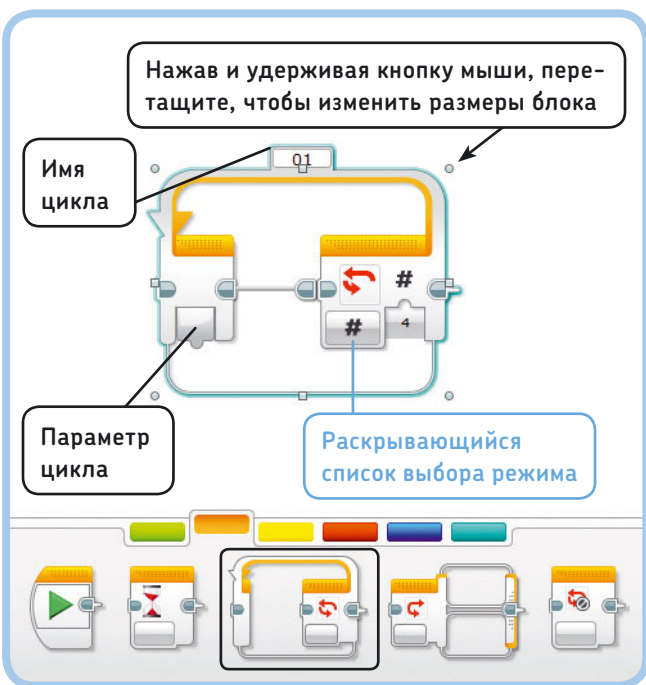 Нажав и удерживая кнопку мыши, пере-
тащите, чтобы изменить размеры блока
Имя
цикла
01
#
#
4
Параметр
цикла
Раскрывающийся
список выбора режима